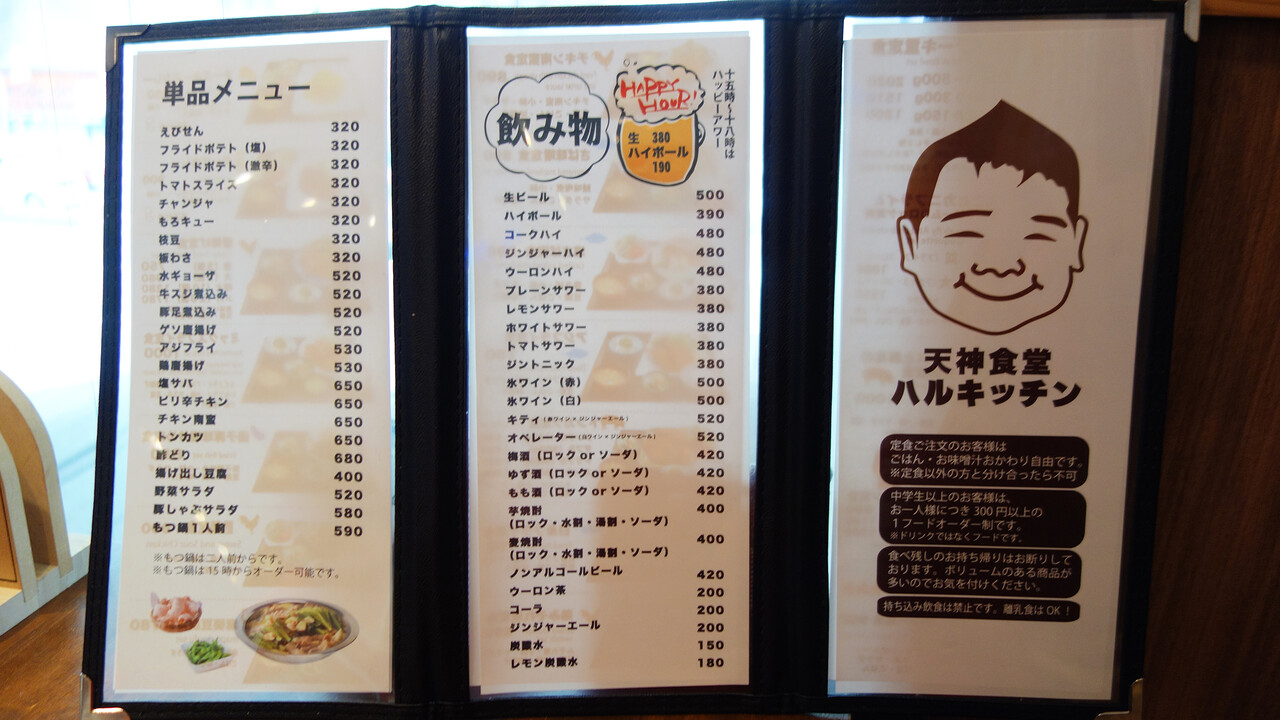 単品メニュー
えびせん 320
フライドポテト（塩） 320
フライドポテト（激辛） 320
トマトスライス 320
チャンジャ 320
もろキュー 320
枝豆 320
板わさ 320
水ギョーザ 520
牛スジ煮込み 520
豚足煮込み 520
ゲソ唐揚げ 520
アジフライ 530
鶏唐揚げ 530
塩サバ 650
ピリ辛チキン 650
チキン南蛮 650
トンカツ 650
酢どり 680
揚げ出し豆腐 400
野菜サラダ 520
豚しゃぶサラダ 580
もつ鍋1人前 590
※もつ鍋は二人前からです。
※もつ鍋は15時からオーダー可能です。
飲み物
HAPPY
HOUR!
生 380
ハイボール
190
十五時〜十八時は
ハッピーアワー
生ビール 500
ハイボール 390
コークハイ 480
ジンジャーハイ 480
ウーロンハイ 480
プレーンサワー 380
レモンサワー 380
ホワイトサワー 380
トマトサワー 380
ジントニック 380
氷ワイン（赤） 500
氷ワイン（白） 500
キティ（赤ワイン×ジンジャーエール） 520
オペレーター（白ワイン×ジンジャーエール） 520
梅酒（ロック or ソーダ） 420
ゆず酒（ロック or ソーダ） 420
もも酒（ロック or ソーダ） 420
芋焼酎 400
（ロック・水割・湯割・ソーダ）
麦焼酎 400
（ロック・水割・湯割・ソーダ）
ノンアルコールビール 420
ウーロン茶 200
コーラ 200
ジンジャーエール 200
炭酸水 150
レモン炭酸水 180
天神食堂
ハルキッチン
定食ご注文のお客様は
ごはん・お味噌汁おかわり自由です。
※定食以外の方と分け合ったら不可
中学生以上のお客様は、
お一人様につき300円以上の
1フードオーダー制です。
※ドリンクではなくフードです。
食べ残しのお持ち帰りはお断りして
おります。ボリュームのある商品が
多いのでお気を付けください。
持ち込み飲食は禁止です。離乳食はOK！